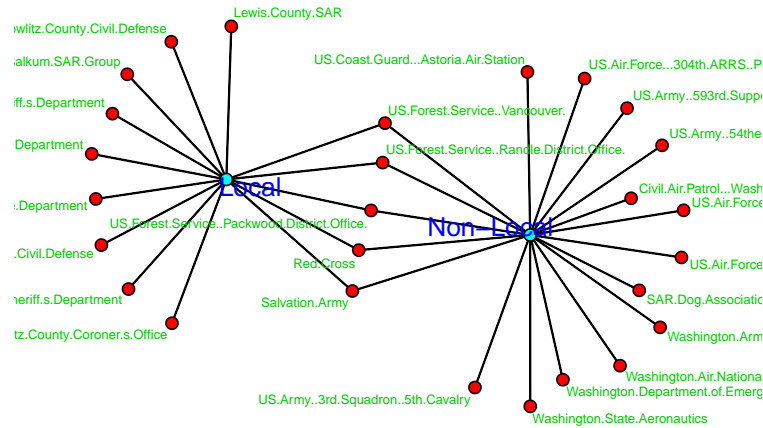 Lewis.County.SAR
wlitz.County.Civil.Defense
alkum.SAR.Group
US.Coast.Guard...Astoria.Air.Station
US.Air.Force...304th.ARRS..P
iff.s.Department
US.Forest.Service..Vancouver.
US.Army..593rd.Suppo
Department
US.Forest.Service..Randle.District.Office.
US.Army..54the
Local
Civil.Air.Patrol...Wash
.Department
US.Air.Force
US.Forest.Service..Packwood.District.Office.
Non-Local
.Civil.Defense
Red.Cross
US.Air.Force
heriff.s.Department
Salvation.Army
SAR.Dog.Associatio
tz.County.Coroner.s.Office
Washington.Arm
Washington.Air.Nationa
Washington.Department.of.Emerg
US.Army..3rd.Squadron..5th.Cavalry
Washington.State.Aeronautics